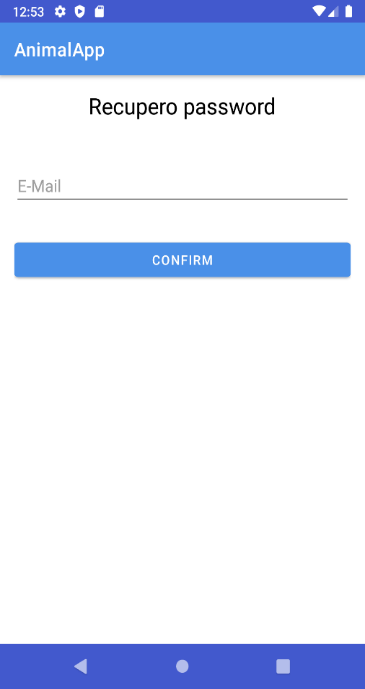 12:53
AnimalApp
Recupero password
E-Mail
CONFIRM